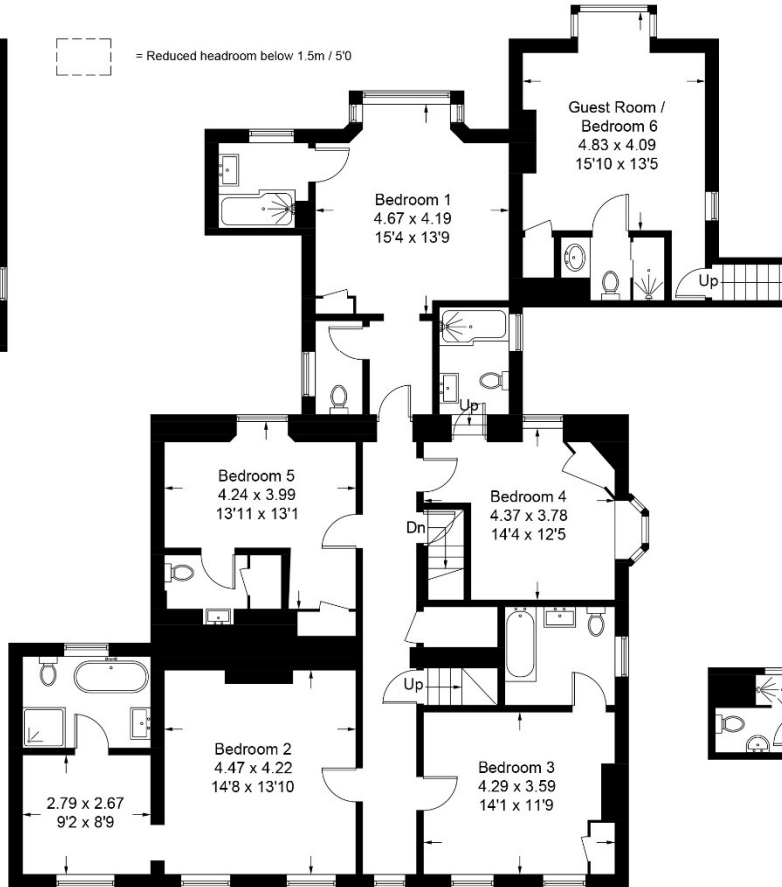 = Reduced headroom below 1.5m / 5'0
Guest Room /
Bedroom 6
4.83 x 4.09
15'10 x 13'5
Up
Bedroom 1
4.67 x 4.19
15'4 x 13'9
Up
Bedroom 5
4.24 x 3.99
13'11 x 13'1
Bedroom 4
4.37 x 3.78
14'4 x 12'5
Dn
Up
Bedroom 2
4.47 x 4.22
14'8 x 13'10
Bedroom 3
4.29 x 3.59
14'1 x 11'9
2.79 x 2.67
9'2 x 8'9